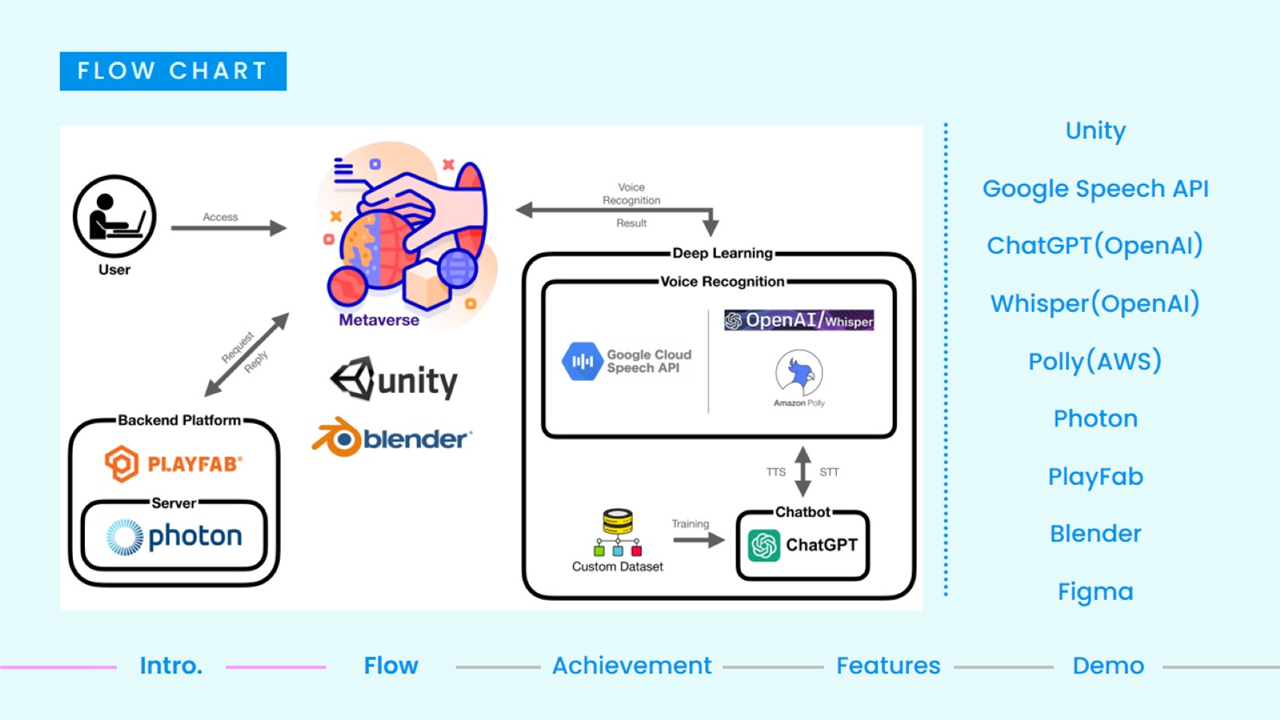 FLOW CHART
User
Access
Metaverse
Voice
Recognition
Result
Request
Reply
unity
blender
Backend Platform
PLAYFAB
Server
photon
Deep Learning
Voice Recognition
Google Cloud
Speech API
OpenAI/Whisper
Amazon Polly
TTS
STT
Custom Dataset
Training
Chatbot
ChatGPT
Unity
Google Speech API
ChatGPT(OpenAI)
Whisper(OpenAI)
Polly(AWS)
Photon
PlayFab
Blender
Figma
Intro.
Flow
Achievement
Features
Demo